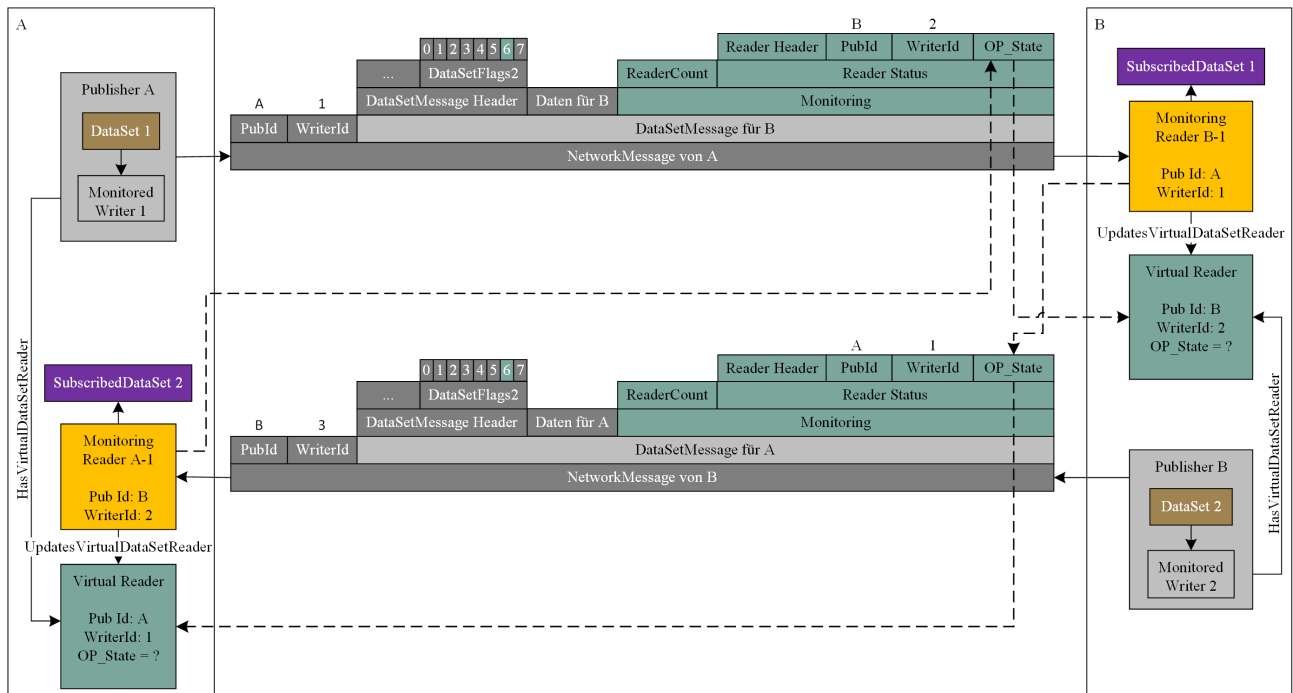 A
Publisher A
DataSet 1
Monitored
Writer 1
HasVirtualDataSetReader
SubscribedDataSet 2
Monitoring
Reader A-1
Pub Id: B
WriterId: 2
UpdatesVirtualDataSetReader
Virtual Reader
Pub Id: A
WriterId: 1
OP_State = ?
B 2
0 1 2 3 4 5 6 7 Reader Header PubId WriterId OP_State
... DataSetFlags2 ReaderCount Reader Status
A 1 DataSetMessage Header Daten für B Monitoring
PubId WriterId DataSetMessage für B
NetworkMessage von A
A 1
0 1 2 3 4 5 6 7 Reader Header PubId WriterId OP_State
... DataSetFlags2 ReaderCount Reader Status
B 3 DataSetMessage Header Daten für A Monitoring
PubId WriterId DataSetMessage für A
NetworkMessage von B
B
SubscribedDataSet 1
Monitoring
Reader B-1
Pub Id: A
WriterId: 1
UpdatesVirtualDataSetReader
Virtual Reader
Pub Id: B
WriterId: 2
OP_State = ?
HasVirtualDataSetReader
Publisher B
DataSet 2
Monitored
Writer 2